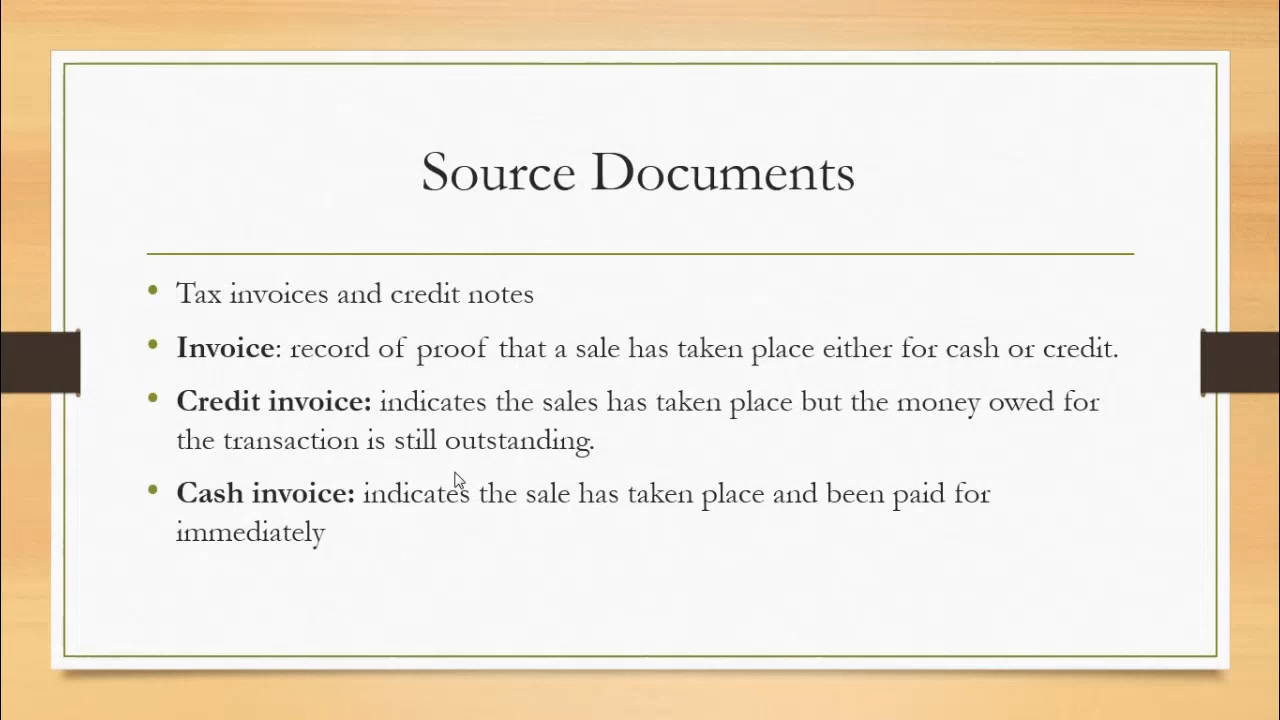 Source Documents
• Tax invoices and credit notes
• Invoice: record of proof that a sale has taken place either for cash or credit.
• Credit invoice: indicates the sales has taken place but the money owed for
the transaction is still outstanding.
• Cash invoice: indicates the sale has taken place and been paid for
immediately